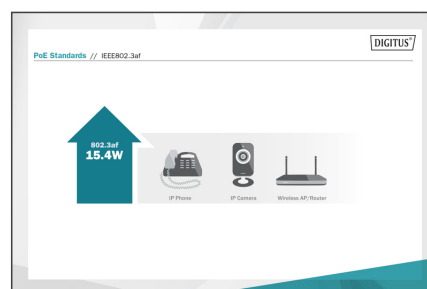 DIGITUS®
PoE Standards // IEEE802.3af
802.3af
15.4W
IP Phone
IP Camera
Wireless AP/Router